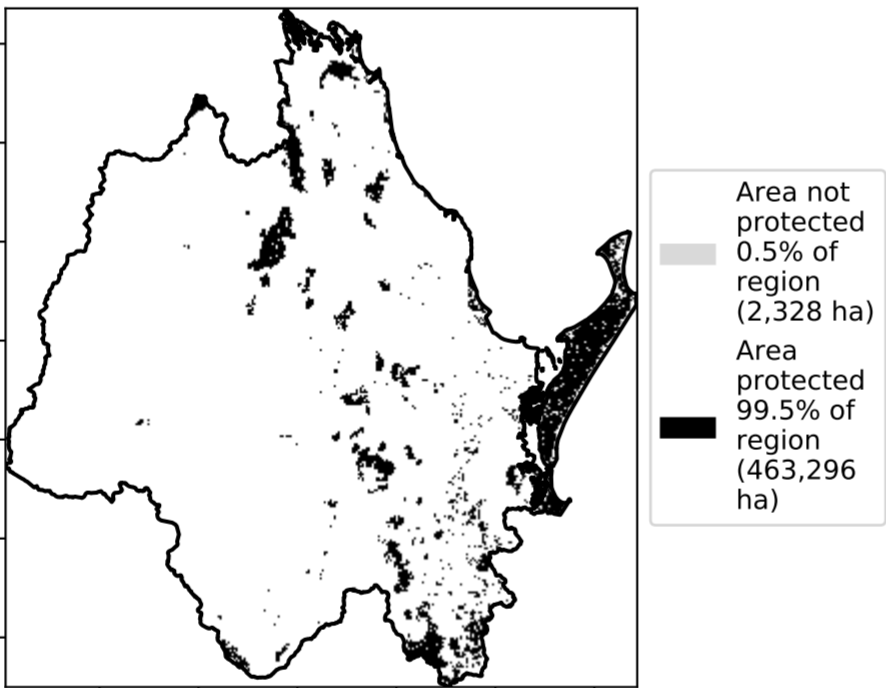 Area not
protected
0.5% of
region
(2,328 ha)
Area
protected
99.5% of
region
(463,296
ha)